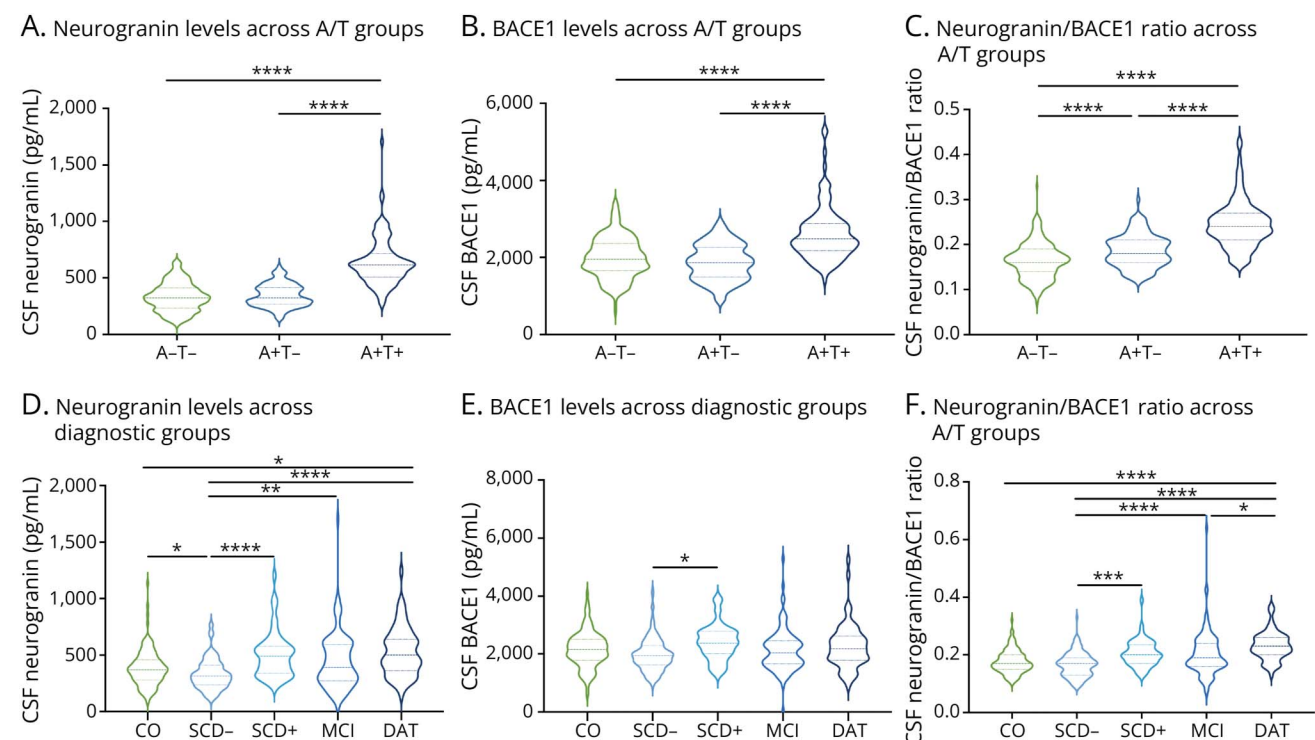 A. Neurogranin levels across A/T groups
CSF neurogranin (pg/mL)
2,000
1,500
1,000
500
0
****
****
A–T–
A+T–
A+T+
B. BACE1 levels across A/T groups
CSF BACE1 (pg/mL)
6,000
4,000
2,000
0
****
****
A–T–
A+T–
A+T+
C. Neurogranin/BACE1 ratio across
A/T groups
CSF neurogranin/BACE1 ratio
0.5
0.4
0.3
0.2
0.1
0.0
****
****
****
A–T–
A+T–
A+T+
D. Neurogranin levels across
diagnostic groups
CSF neurogranin (pg/mL)
2,000
1,500
1,000
500
0
*
****
**
*
****
CO
SCD–
SCD+
MCI
DAT
E. BACE1 levels across diagnostic groups
CSF BACE1 (pg/mL)
8,000
6,000
4,000
2,000
0
*
CO
SCD–
SCD+
MCI
DAT
F. Neurogranin/BACE1 ratio across
A/T groups
CSF neurogranin/BACE1 ratio
0.8
0.6
0.4
0.2
0.0
****
****
****
*
***
CO
SCD–
SCD+
MCI
DAT